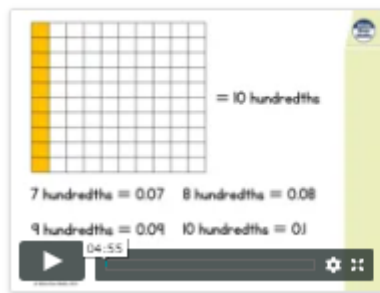 = 10 hundredths
7 hundredths = 0.07 8 hundredths = 0.08
9 hundredths = 0.09 10 hundredths = 0.1
04:55